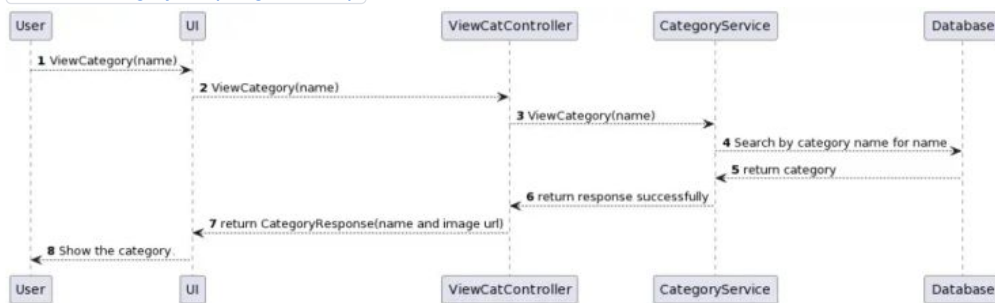 User UI ViewCatController CategoryService Database
1 ViewCategory(name)
2 ViewCategory(name)
3 ViewCategory(name)
4 Search by category name for name
5 return category
6 return response successfully
7 return CategoryResponse(name and image url)
8 Show the category.
User UI ViewCatController CategoryService Database